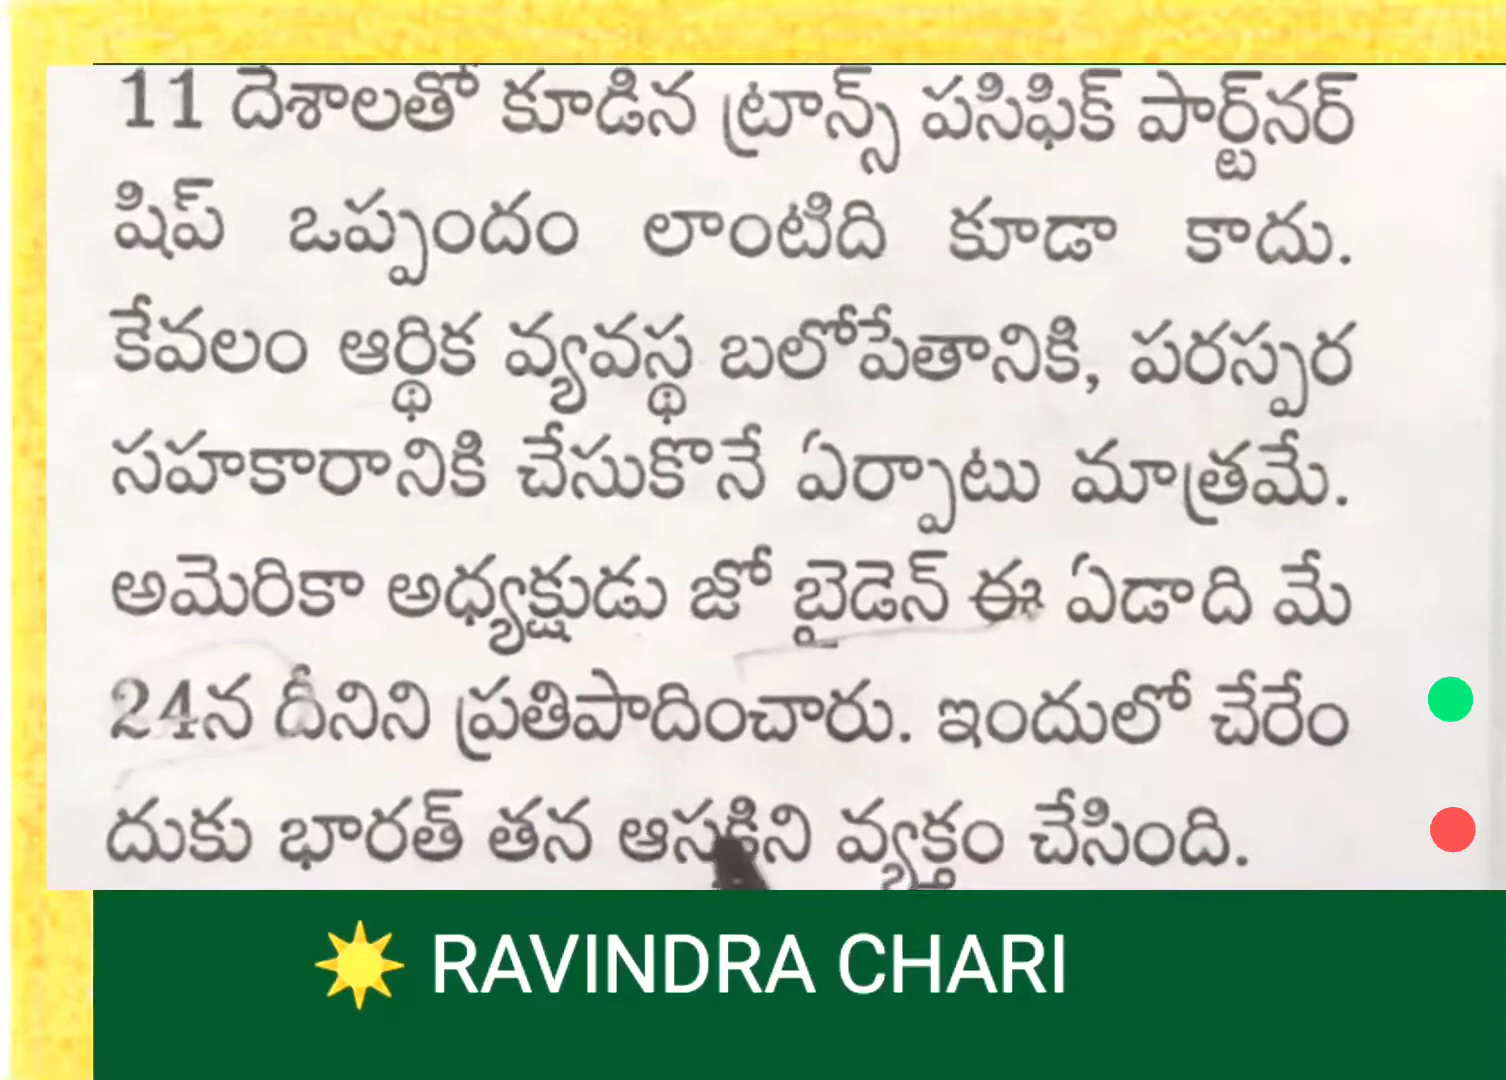 11 దేశాలతో కూడిన ట్రాన్స్ పసిఫిక్ పార్ట్‌నర్
షిప్ ఒప్పందం లాంటిది కూడా కాదు.
కేవలం ఆర్థిక వ్యవస్థ బలోపేతానికి, పరస్పర
సహకారానికి చేసుకొనే ఏర్పాటు మాత్రమే.
అమెరికా అధ్యక్షుడు జో బైడెన్ ఈ ఏడాది మే
24న దీనిని ప్రతిపాదించారు. ఇందులో చేరేం
దుకు భారత్ తన ఆసక్తిని వ్యక్తం చేసింది.
RAVINDRA CHARI